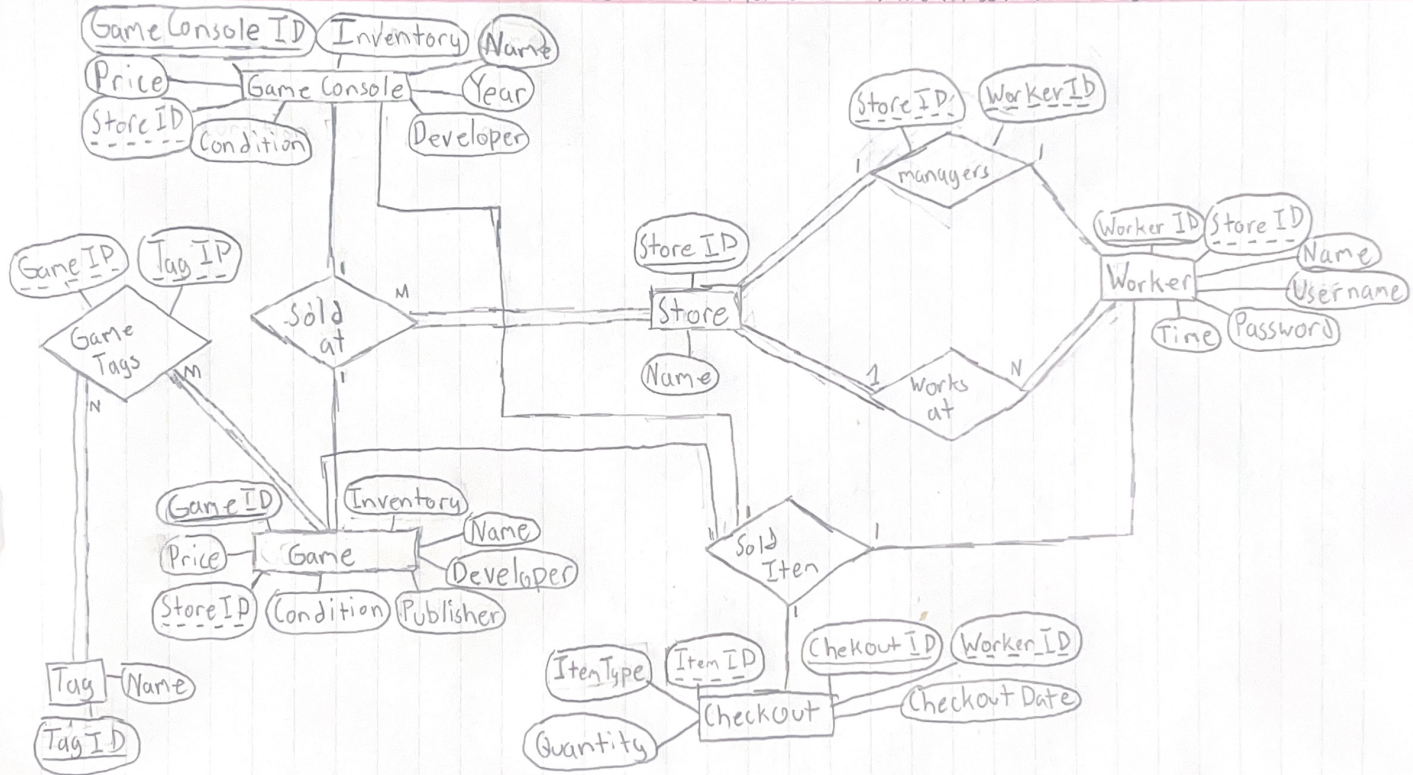 Game Console ID
Inventory
Name
Price
Game Console
Year
Store ID
Condition
Developer
Store ID
Worker ID
1
managers
1
Game ID
Tag ID
Game
Tags
M
N
1
Sold
at
M
1
Store ID
Store
Name
Worker ID
Store ID
Name
Worker
Username
Time
Password
1
Works
at
N
Game ID
Inventory
Name
Price
Game
Developer
Store ID
Condition
Publisher
1
Sold
Iten
1
1
Tag
Name
Tag ID
ItenType
Iten ID
Chekout ID
Worker ID
Checkout
Checkout Date
Quantity